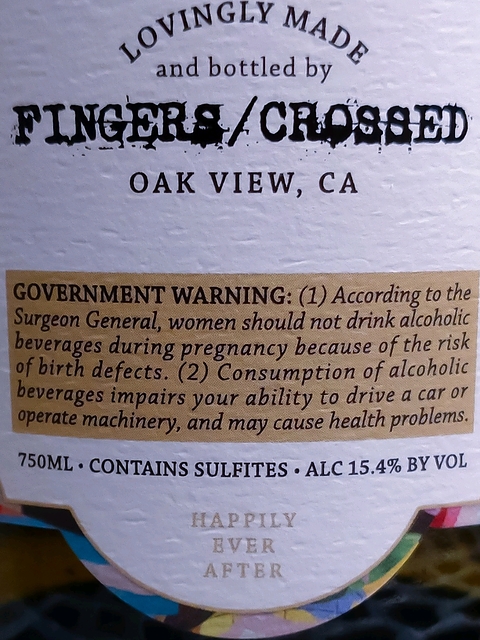 LOVINGLY MADE
and bottled by
FINGERS/CROSSED
OAK VIEW, CA
GOVERNMENT WARNING: (1) According to the
Surgeon General, women should not drink alcoholic
beverages during pregnancy because of the risk
of birth defects. (2) Consumption of alcoholic
beverages impairs your ability to drive a car or
operate machinery, and may cause health problems.
750ML • CONTAINS SULFITES • ALC 15.4% BY VOL
HAPPILY
EVER
AFTER